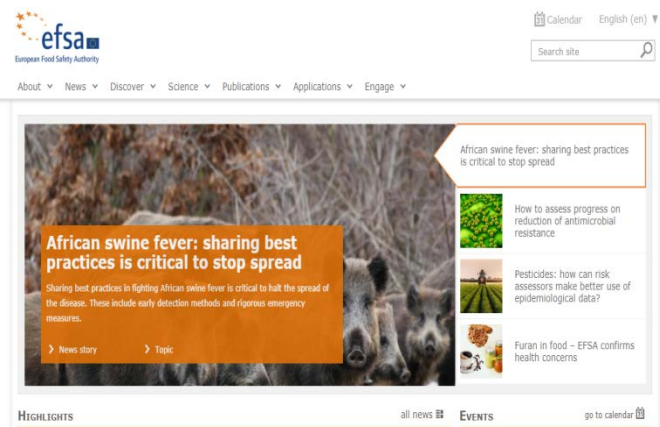 efsa
European Food Safety Authority
31 Calendar English (en)
Search site
About News Discover Science Publications Applications Engage
African swine fever: sharing best
practices is critical to stop spread
Sharing best practices in fighting African swine fever is critical to halt the spread of
the disease. These include early detection methods and rigorous emergency
measures.
News story Topic
African swine fever: sharing best practices
is critical to stop spread
How to assess progress on
reduction of antimicrobial
resistance
Pesticides: how can risk
assessors make better use of
epidemiological data?
Furan in food – EFSA confirms
health concerns
HIGHLIGHTS all news
EVENTS go to calendar 31